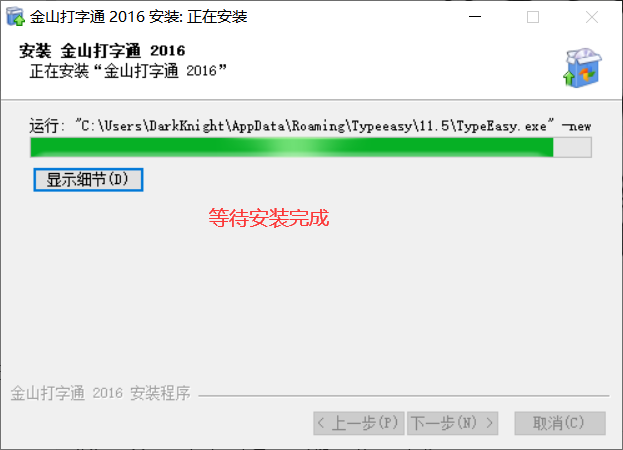 金山打字通 2016 安装: 正在安装
安装 金山打字通 2016
正在安装“金山打字通 2016”
运行: "C:\Users\DarkKnight\AppData\Roaming\Typeeasy\11.5\TypeEasy.exe" -new
显示细节(D)
等待安装完成
金山打字通 2016 安装程序
< 上一步(P) 下一步(N) > 取消(C)